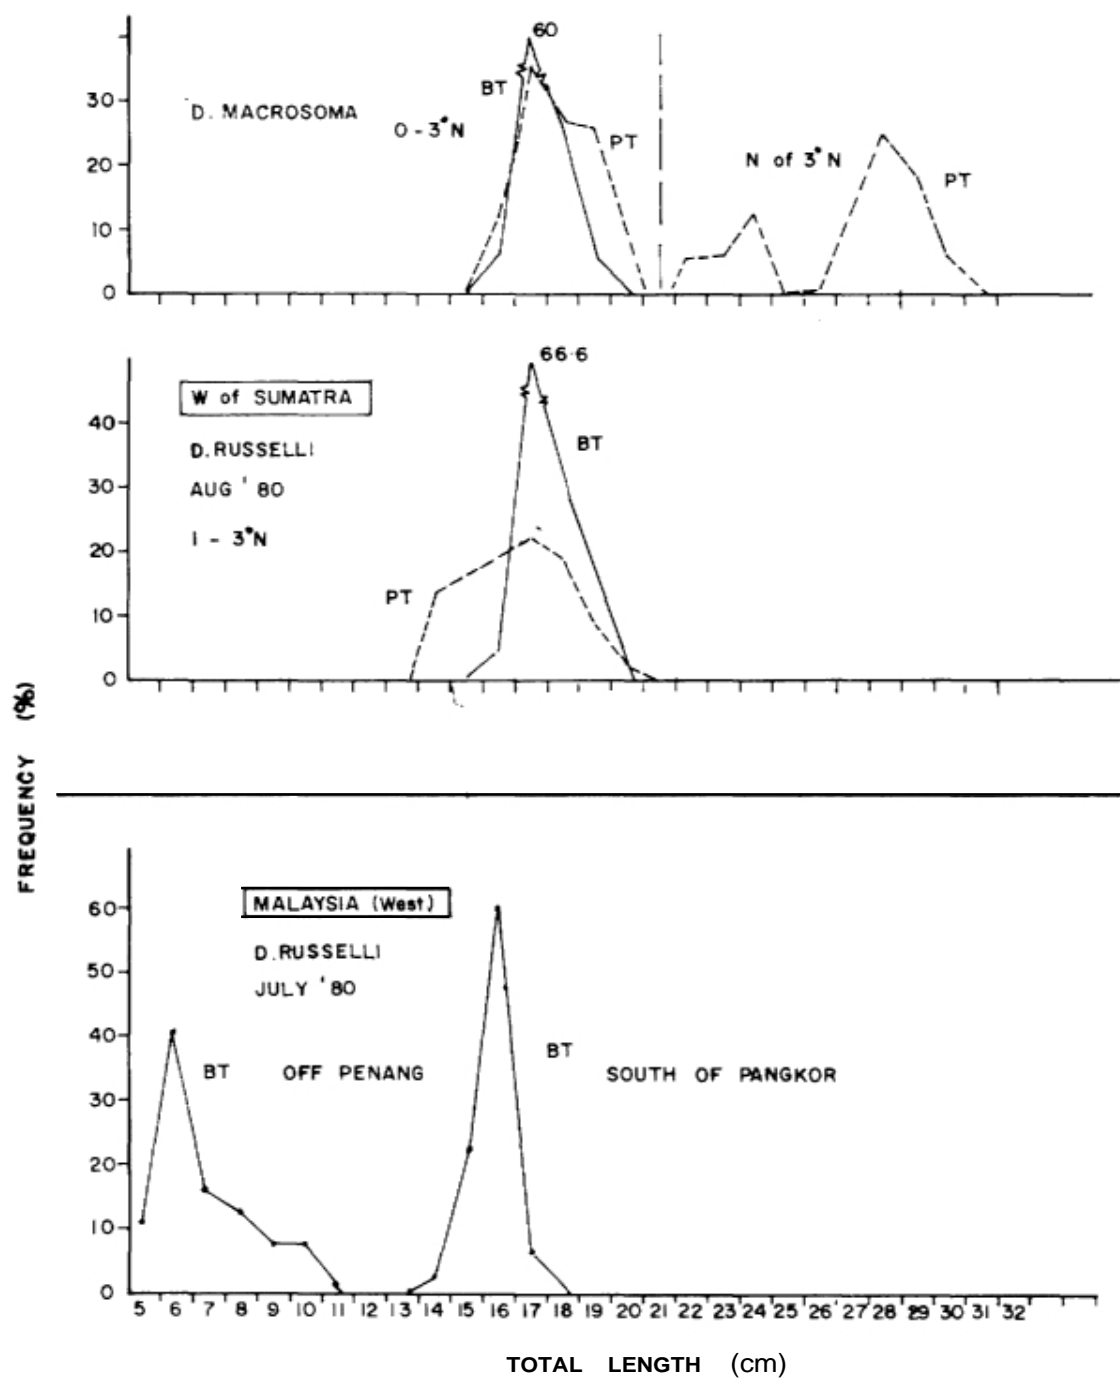 60
BT
30
D. MACROSOMA
O - 3°N
PT
N of 3°N
PT
20
10
0
66·6
W of SUMATRA
40
BT
D. RUSSELLI
30
AUG '80
1 - 3°N
20
PT
10
0
FREQUENCY (%)
MALAYSIA (West)
60
D. RUSSELLI
50
JULY '80
40
BT OFF PENANG
BT
SOUTH OF PANGKOR
30
20
10
0
5 6 7 8 9 10 11 12 13 14 15 16 17 18 19 20 21 22 23 24 25 26 27 28 29 30 31 32
TOTAL LENGTH (cm)